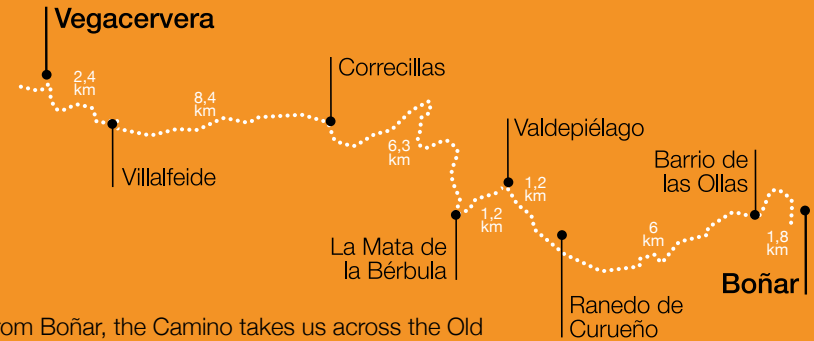 Vegacervera
2,4
km
8,4
km
Villalfeide
Correcillas
6,3
km
Valdepiélago
La Mata de
la Bérbula
1,2
km
1,2
km
Ranedo de
Curueño
6
km
Barrio de
las Ollas
1,8
km
Boñar
om Boñar, the Camino takes us across the Old